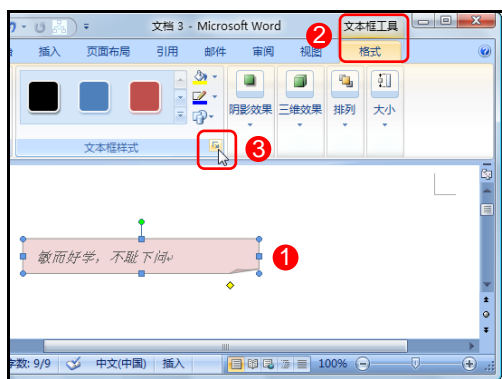 文档 3 - Microsoft Word
文本框工具
2
插入 页面布局 引用 邮件 审阅 视图 格式
阴影效果 三维效果 排列 大小
文本框样式
3
敏而好学，不耻下问
1
字数: 9/9 中文(中国) 插入 100%